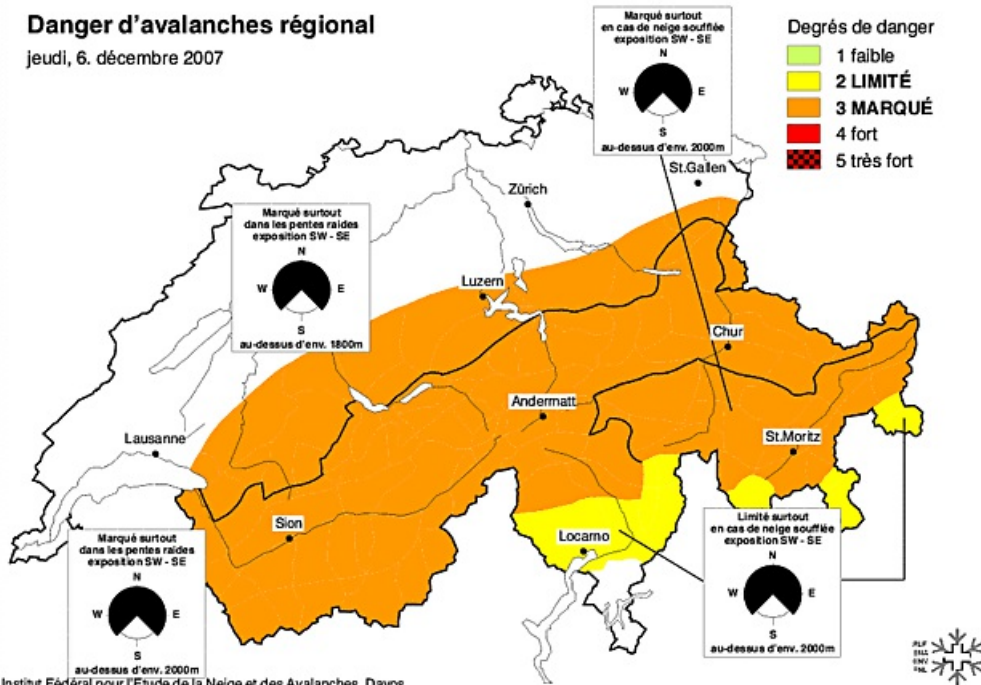 Danger d'avalanches régional
jeudi, 6. décembre 2007
Marqué surtout
en cas de neige soufflée
exposition SW - SE
N
W E
S
au-dessus d'env. 2000m
Degrés de danger
1 faible
2 LIMITÉ
3 MARQUÉ
4 fort
5 très fort
St.Gallen
Zürich
Marqué surtout
dans les pentes raides
exposition SW - SE
N
W E
S
au-dessus d'env. 1800m
Luzern
Chur
Andermatt
Lausanne
St.Moritz
Sion
Locarno
Marqué surtout
dans les pentes raides
exposition SW - SE
N
W E
S
au-dessus d'env. 2000m
Limité surtout
en cas de neige soufflée
exposition SW - SE
N
W E
S
au-dessus d'env. 2000m
SLF
ENA
Institut Fédéral pour l'Etude de la Neige et des Avalanches, Davos